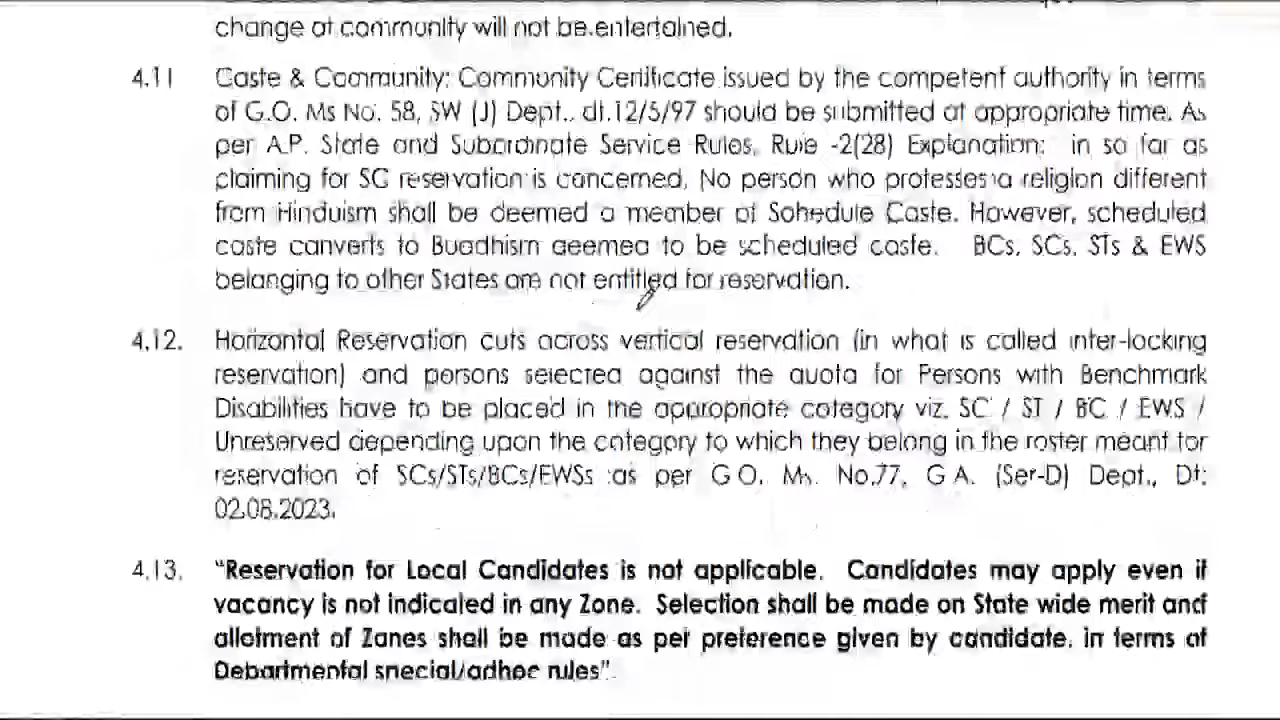 change of community will not be entertained.
4.11 Caste & Community: Community Certificate issued by the competent authority in terms
of G.O. Ms No. 58, SW (J) Dept., dt.12/5/97 should be submitted at appropriate time. As
per A.P. State and Subordinate Service Rules, Rule -2(28) Explanation: in so far as
claiming for SC reservation is concerned, No person who professes a religion different
from Hinduism shall be deemed a member of Schedule Caste. However, scheduled
caste converts to Buddhism deemed to be scheduled caste. BCs, SCs, STs & EWS
belonging to other States are not entitled for reservation.
4.12. Horizontal Reservation cuts across vertical reservation (in what is called inter-locking
reservation) and persons selected against the quota for Persons with Benchmark
Disabilities have to be placed in the appropriate category viz. SC / ST / BC / EWS /
Unreserved depending upon the category to which they belong in the roster meant for
reservation of SCs/STs/BCs/EWSs as per G.O. Ms. No.77, G.A. (Ser-D) Dept., Dt:
02.08.2023.
4.13. "Reservation for Local Candidates is not applicable. Candidates may apply even if
vacancy is not indicated in any Zone. Selection shall be made on State wide merit and
allotment of Zones shall be made as per preference given by candidate. in terms of
Departmental special/adhoc rules".